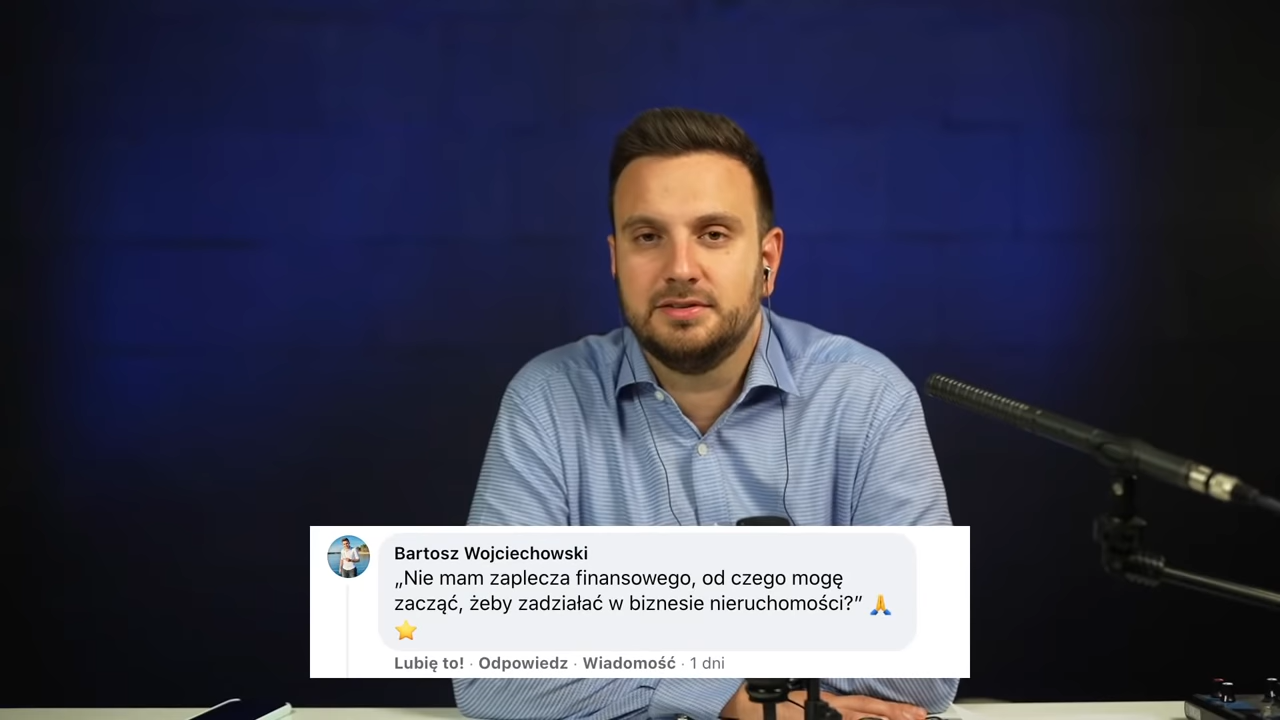 Bartosz Wojciechowski
„Nie mam zaplecza finansowego, od czego mogę
zacząć, żeby zadziałać w biznesie nieruchomości?” 🙏
⭐
Lubię to! · Odpowiedz · Wiadomość · 1 dni